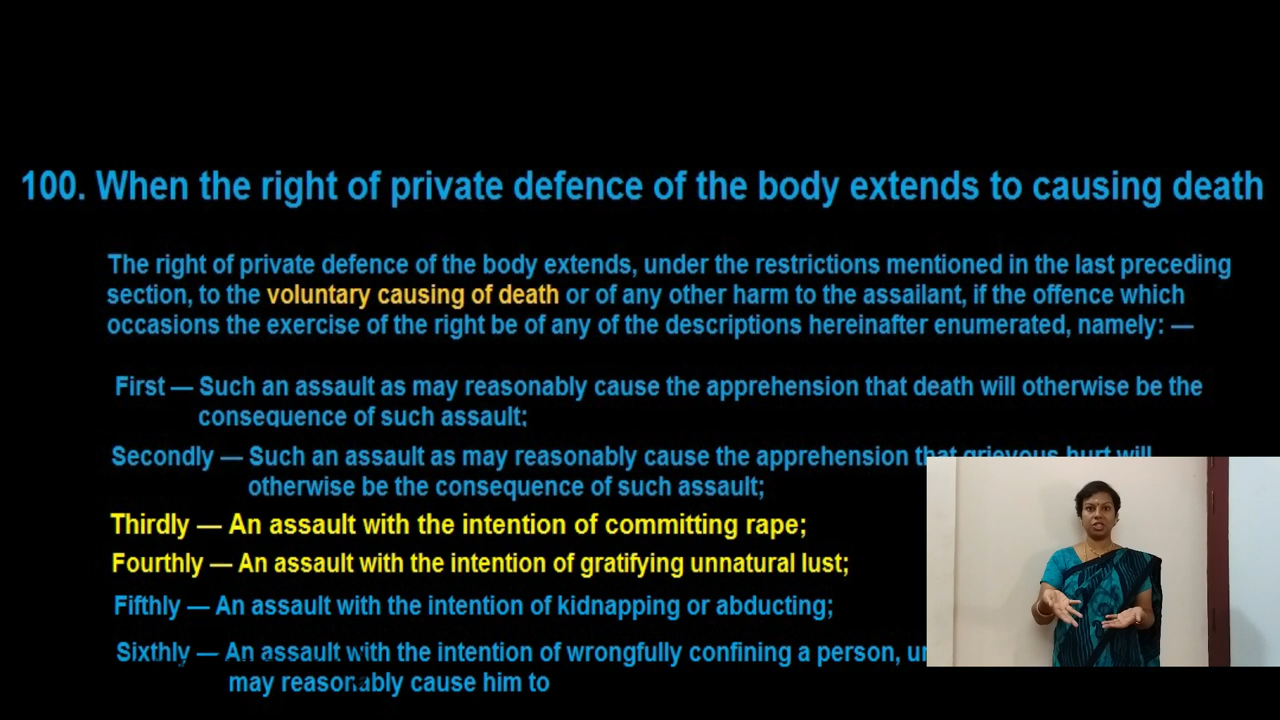 100. When the right of private defence of the body extends to causing death
The right of private defence of the body extends, under the restrictions mentioned in the last preceding
section, to the voluntary causing of death or of any other harm to the assailant, if the offence which
occasions the exercise of the right be of any of the descriptions hereinafter enumerated, namely: —
First — Such an assault as may reasonably cause the apprehension that death will otherwise be the
consequence of such assault;
Secondly — Such an assault as may reasonably cause the apprehension that grievous hurt will
otherwise be the consequence of such assault;
Thirdly — An assault with the intention of committing rape;
Fourthly — An assault with the intention of gratifying unnatural lust;
Fifthly — An assault with the intention of kidnapping or abducting;
Sixthly — An assault with the intention of wrongfully confining a person,
may reasonably cause him to